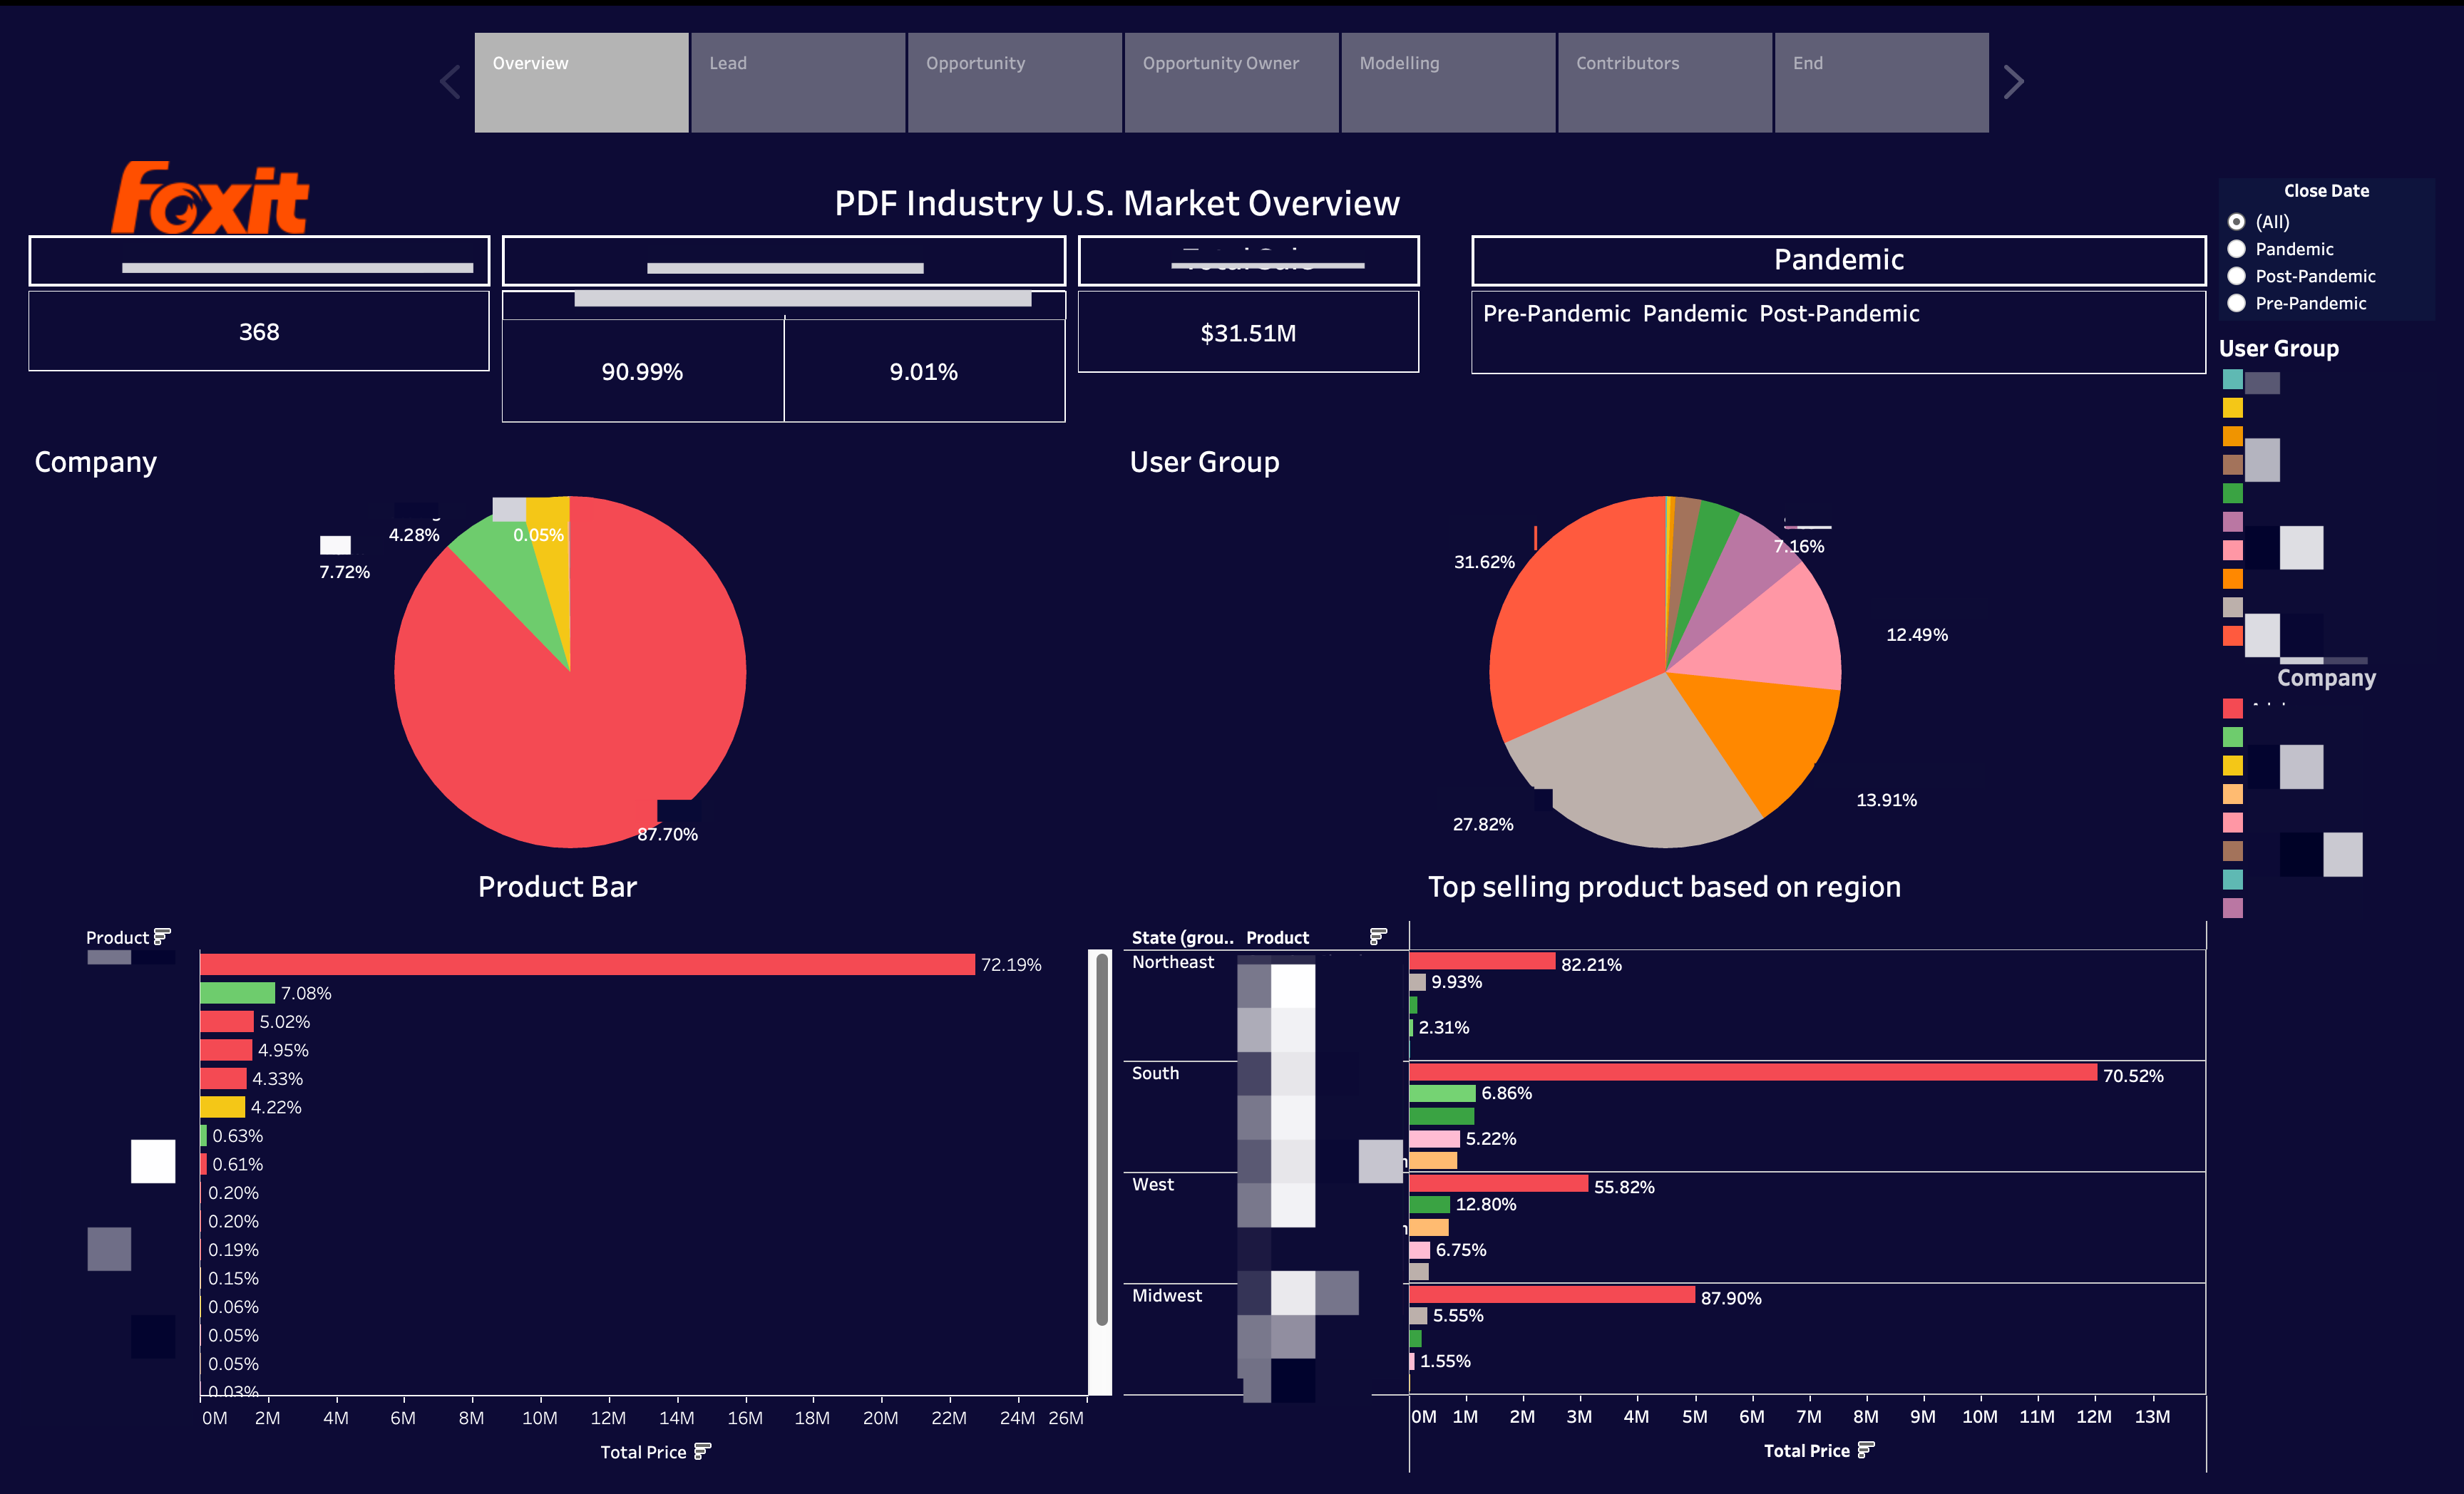 Overview
Lead
Opportunity
Opportunity Owner
Modelling
Contributors
End
Foxit
PDF Industry U.S. Market Overview
Close Date
(All)
Pandemic
Post-Pandemic
Pre-Pandemic
Pandemic
Pre-Pandemic Pandemic Post-Pandemic
368
90.99%
9.01%
$31.51M
User Group
Company
Company
4.28%
0.05%
7.72%
87.70%
User Group
31.62%
7.16%
12.49%
13.91%
27.82%
Product Bar
Product
72.19%
7.08%
5.02%
4.95%
4.33%
4.22%
0.63%
0.61%
0.20%
0.20%
0.19%
0.15%
0.06%
0.05%
0.05%
0.03%
0M 2M 4M 6M 8M 10M 12M 14M 16M 18M 20M 22M 24M 26M
Total Price
Top selling product based on region
State (grou.. Product
Northeast
82.21%
9.93%
2.31%
South
70.52%
6.86%
5.22%
West
55.82%
12.80%
6.75%
Midwest
87.90%
5.55%
1.55%
0M 1M 2M 3M 4M 5M 6M 7M 8M 9M 10M 11M 12M 13M
Total Price